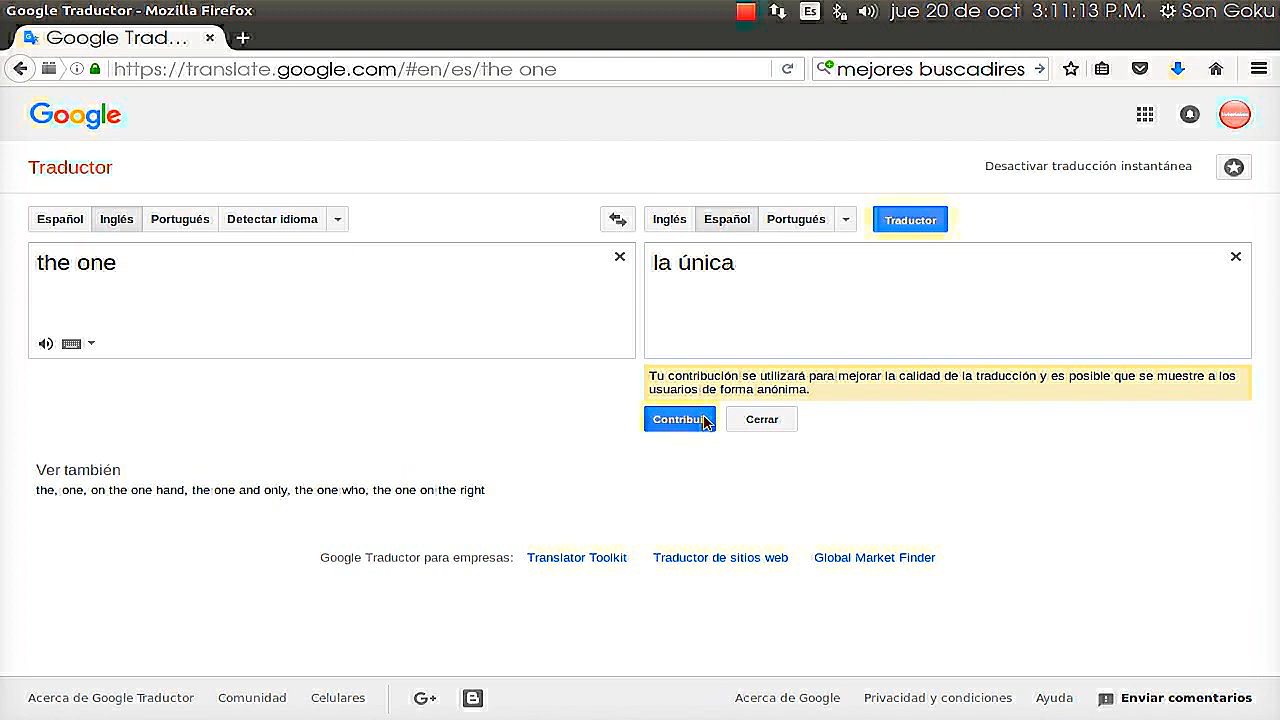 Google Traductor - Mozilla Firefox
Es
jue 20 de oct 3:11:13 P.M.
Son Goku
Google Trad...
https://translate.google.com/#en/es/the one
mejores buscadires
Google
Traductor
Desactivar traducción instantánea
Español Inglés Portugués Detectar idioma
Inglés Español Portugués
Traductor
the one
la única
Tu contribución se utilizará para mejorar la calidad de la traducción y es posible que se muestre a los
usuarios de forma anónima.
Cerrar
Ver también
the, one, on the one hand, the one and only, the one who, the one on the right
Google Traductor para empresas: Translator Toolkit Traductor de sitios web Global Market Finder
Acerca de Google Traductor Comunidad Celulares G+ Acerca de Google Privacidad y condiciones Ayuda Enviar comentarios